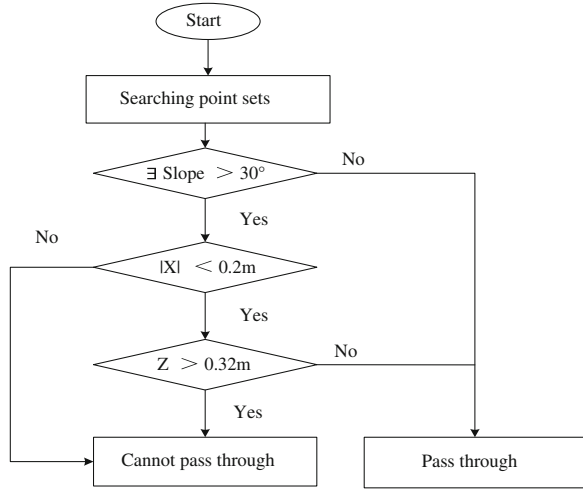 Start
Searching point sets
∃ Slope > 30°
No
Yes
No
|X| < 0.2m
Yes
Z > 0.32m
No
Yes
Cannot pass through
Pass through